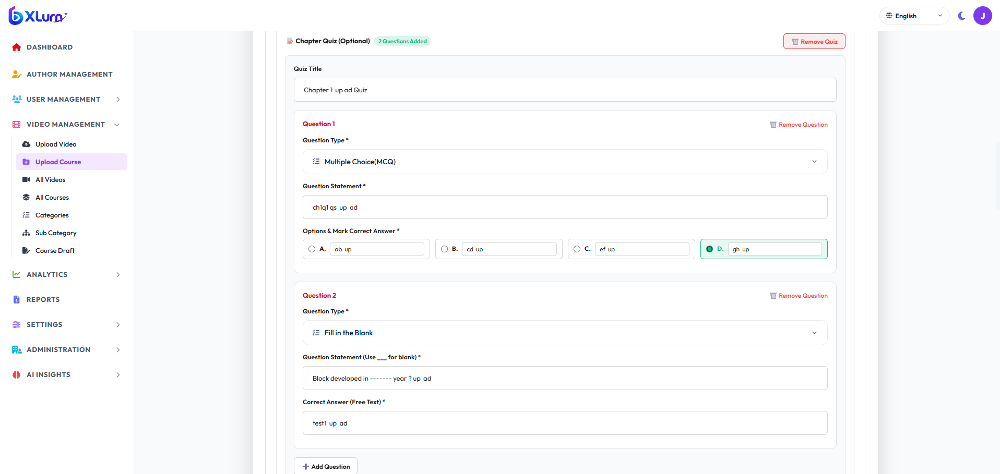 XLurn
English
J
DASHBOARD
AUTHOR MANAGEMENT
USER MANAGEMENT
VIDEO MANAGEMENT
Upload Video
Upload Course
All Videos
All Courses
Categories
Sub Category
Course Draft
ANALYTICS
REPORTS
SETTINGS
ADMINISTRATION
AI INSIGHTS
Chapter Quiz (Optional) 2 Questions Added Remove Quiz
Quiz Title
Chapter 1 up ad Quiz
Question 1 Remove Question
Question Type *
Multiple Choice(MCQ)
Question Statement *
ch1q1 qs up ad
Options & Mark Correct Answer *
A. ab up B. cd up C. ef up D. gh up
Question 2 Remove Question
Question Type *
Fill in the Blank
Question Statement (Use ___ for blank) *
Block developed in ------- year ? up ad
Correct Answer (Free Text) *
test1 up ad
Add Question